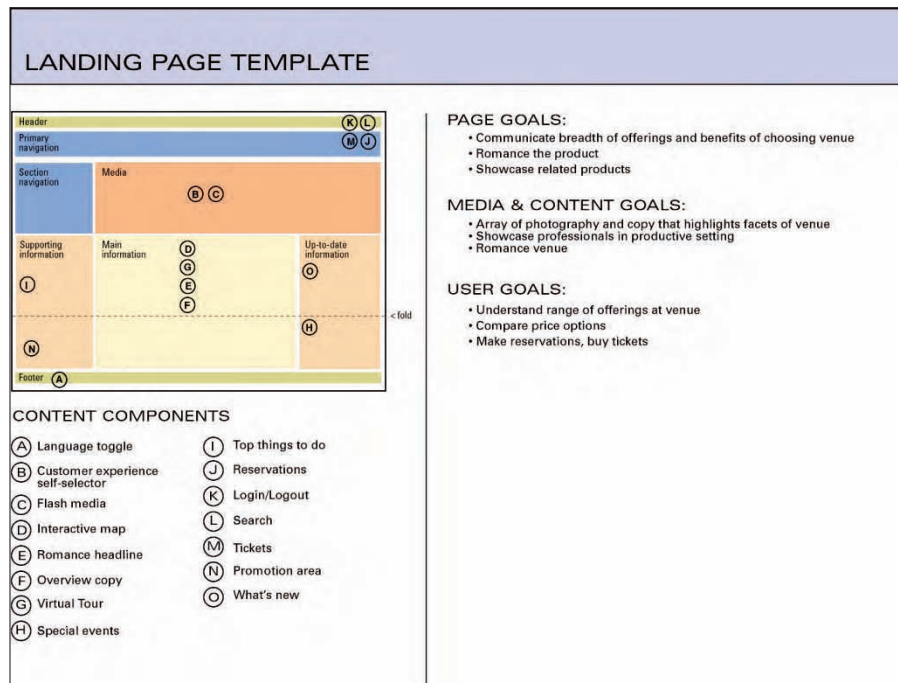 LANDING PAGE TEMPLATE
Header
K L
Primary
navigation
M J
Section
navigation
Media
B C
Supporting
information
I
N
Main
information
D
G
E
F
Up-to-date
information
O
H
< fold
Footer A
CONTENT COMPONENTS
A Language toggle
B Customer experience
self-selector
C Flash media
D Interactive map
E Romance headline
F Overview copy
G Virtual Tour
H Special events
I Top things to do
J Reservations
K Login/Logout
L Search
M Tickets
N Promotion area
O What's new
PAGE GOALS:
• Communicate breadth of offerings and benefits of choosing venue
• Romance the product
• Showcase related products
MEDIA & CONTENT GOALS:
• Array of photography and copy that highlights facets of venue
• Showcase professionals in productive setting
• Romance venue
USER GOALS:
• Understand range of offerings at venue
• Compare price options
• Make reservations, buy tickets